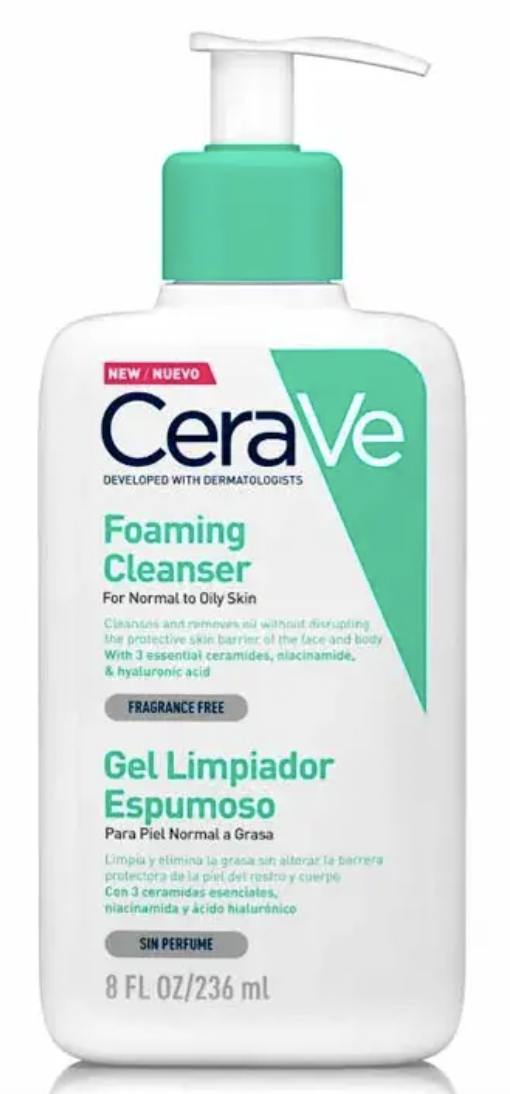 NEW / NUEVO
CeraVe
DEVELOPED WITH DERMATOLOGISTS
Foaming
Cleanser
For Normal to Oily Skin
Cleanses and removes oil without disrupting
the protective skin barrier of the face and body
With 3 essential ceramides, niacinamide,
& hyaluronic acid
FRAGRANCE FREE
Gel Limpiador
Espumoso
Para Piel Normal a Grasa
Limpia y elimina la grasa sin alterar la barrera
protectora de la piel del rostro y cuerpo
Con 3 ceramidas esenciales,
niacinamida y ácido hialurónico
SIN PERFUME
8 FL OZ/236 ml